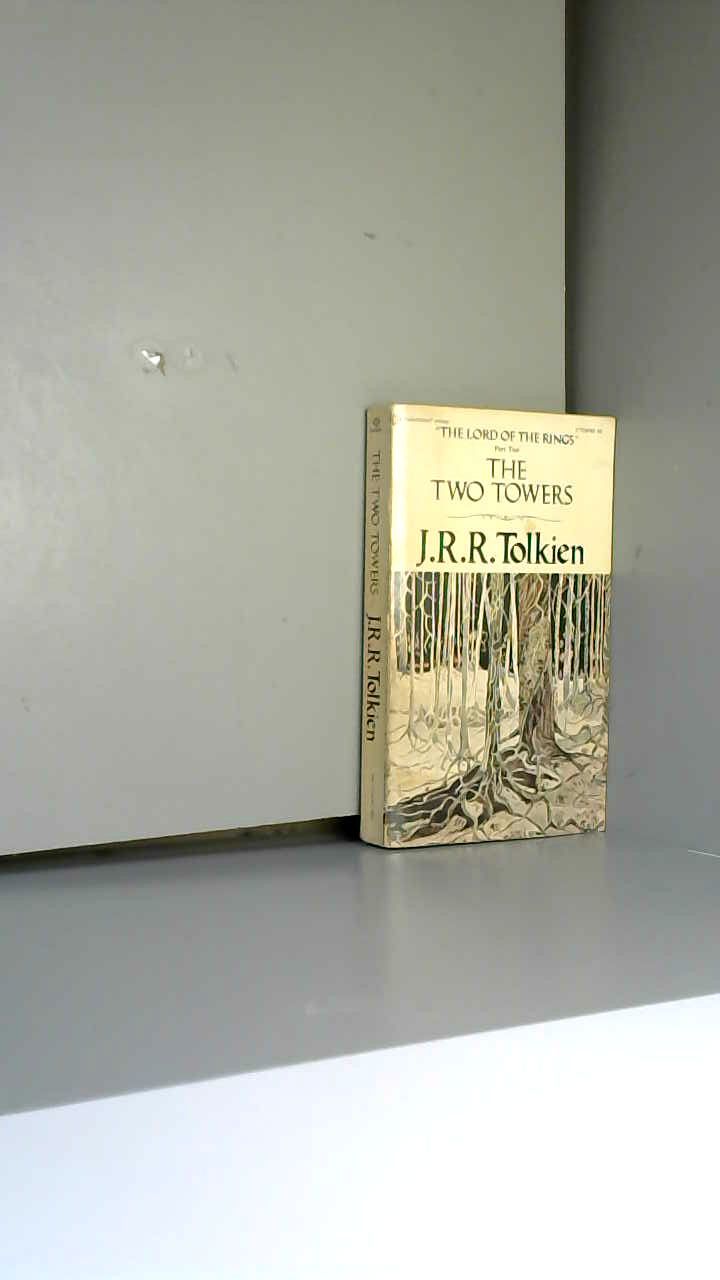 "THE LORD OF THE RINGS"
Part Two
THE
TWO TOWERS
J.R.R. Tolkien
THE TWO TOWERS J.R.R. Tolkien